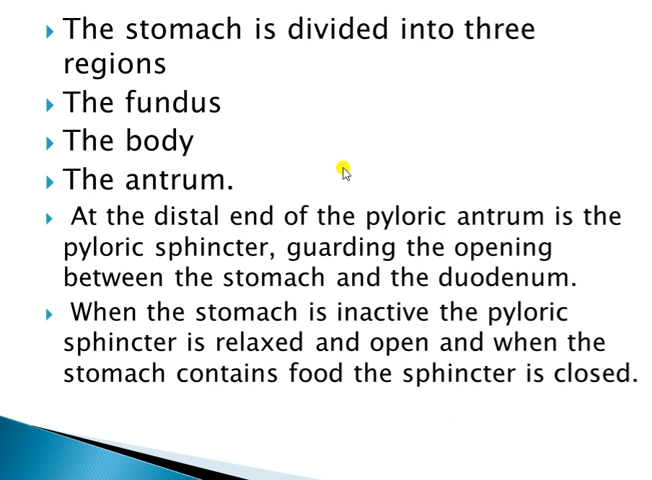 The stomach is divided into three
regions
The fundus
The body
The antrum.
At the distal end of the pyloric antrum is the
pyloric sphincter, guarding the opening
between the stomach and the duodenum.
When the stomach is inactive the pyloric
sphincter is relaxed and open and when the
stomach contains food the sphincter is closed.